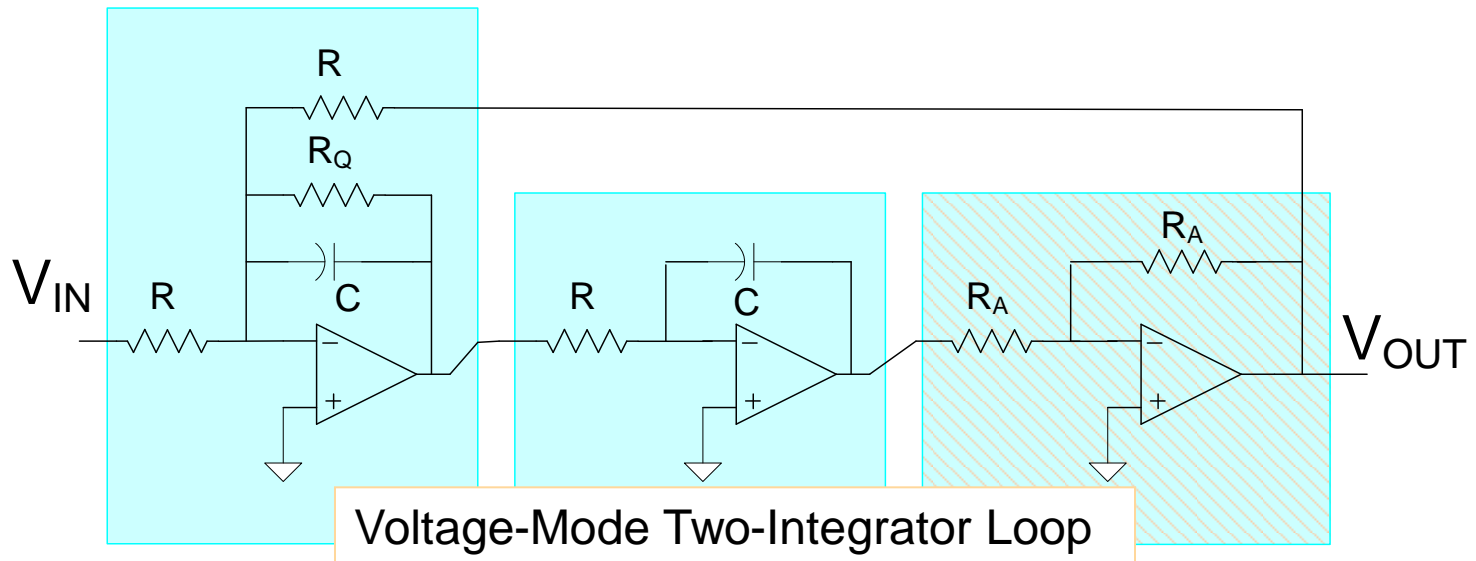 R
R_Q
R_A
V_IN
R
C
R
C
R_A
V_OUT
−
+
−
+
−
+
Voltage-Mode Two-Integrator Loop